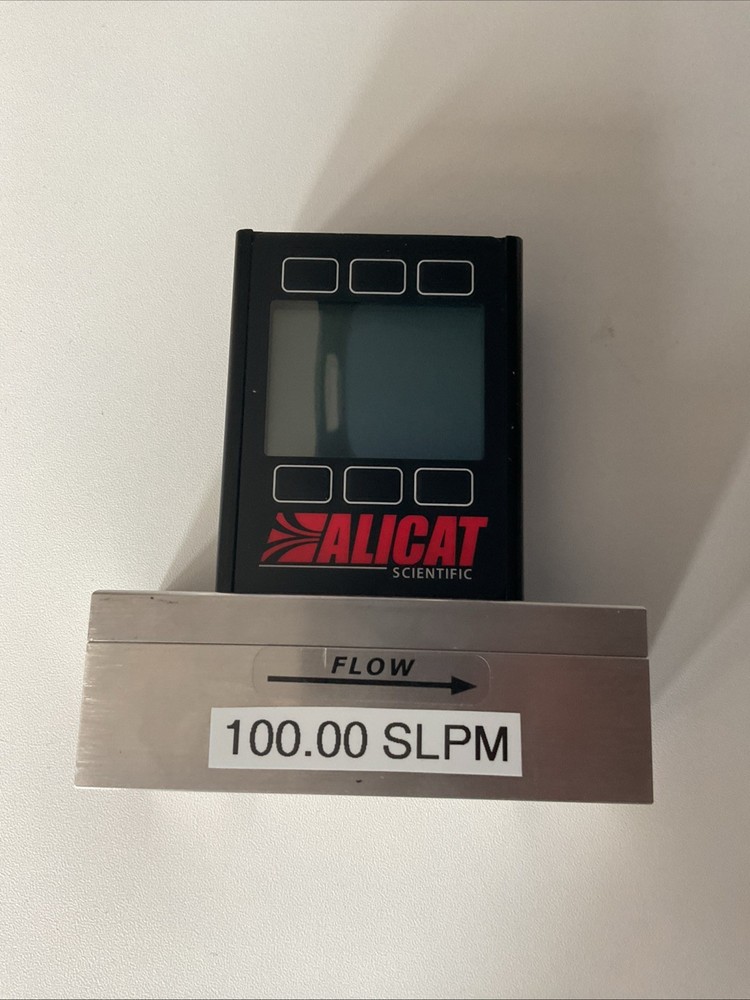 ALICAT
SCIENTIFIC
FLOW
100.00 SLPM